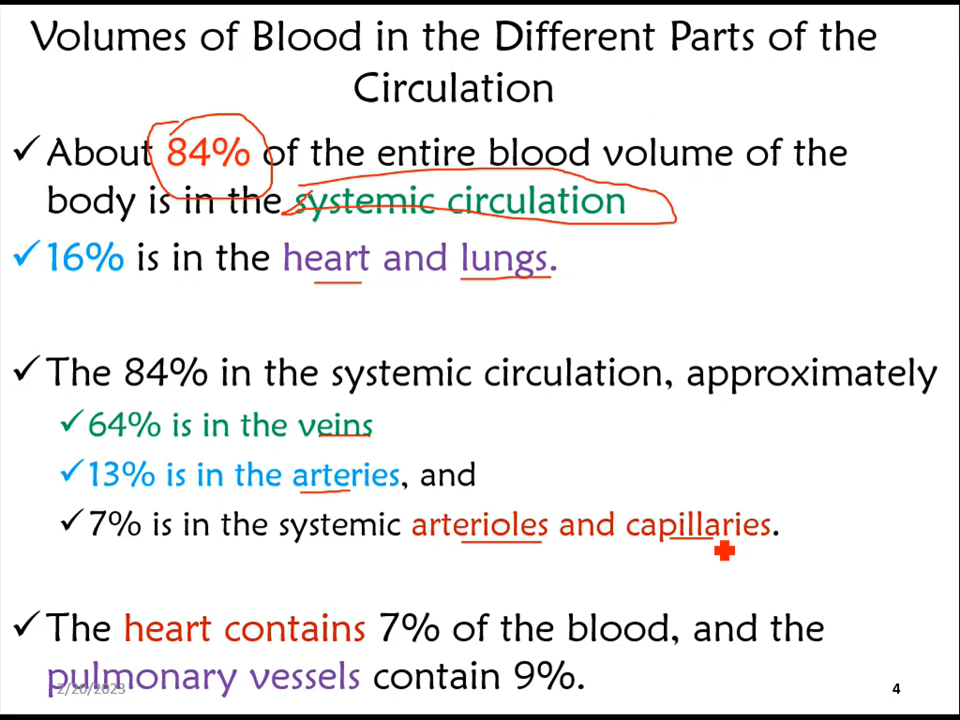 Volumes of Blood in the Different Parts of the
Circulation
✓ About 84% of the entire blood volume of the
body is in the systemic circulation
✓ 16% is in the heart and lungs.
✓ The 84% in the systemic circulation, approximately
✓ 64% is in the veins
✓ 13% is in the arteries, and
✓ 7% is in the systemic arterioles and capillaries.
✓ The heart contains 7% of the blood, and the
pulmonary vessels contain 9%.
2/20/2023
4